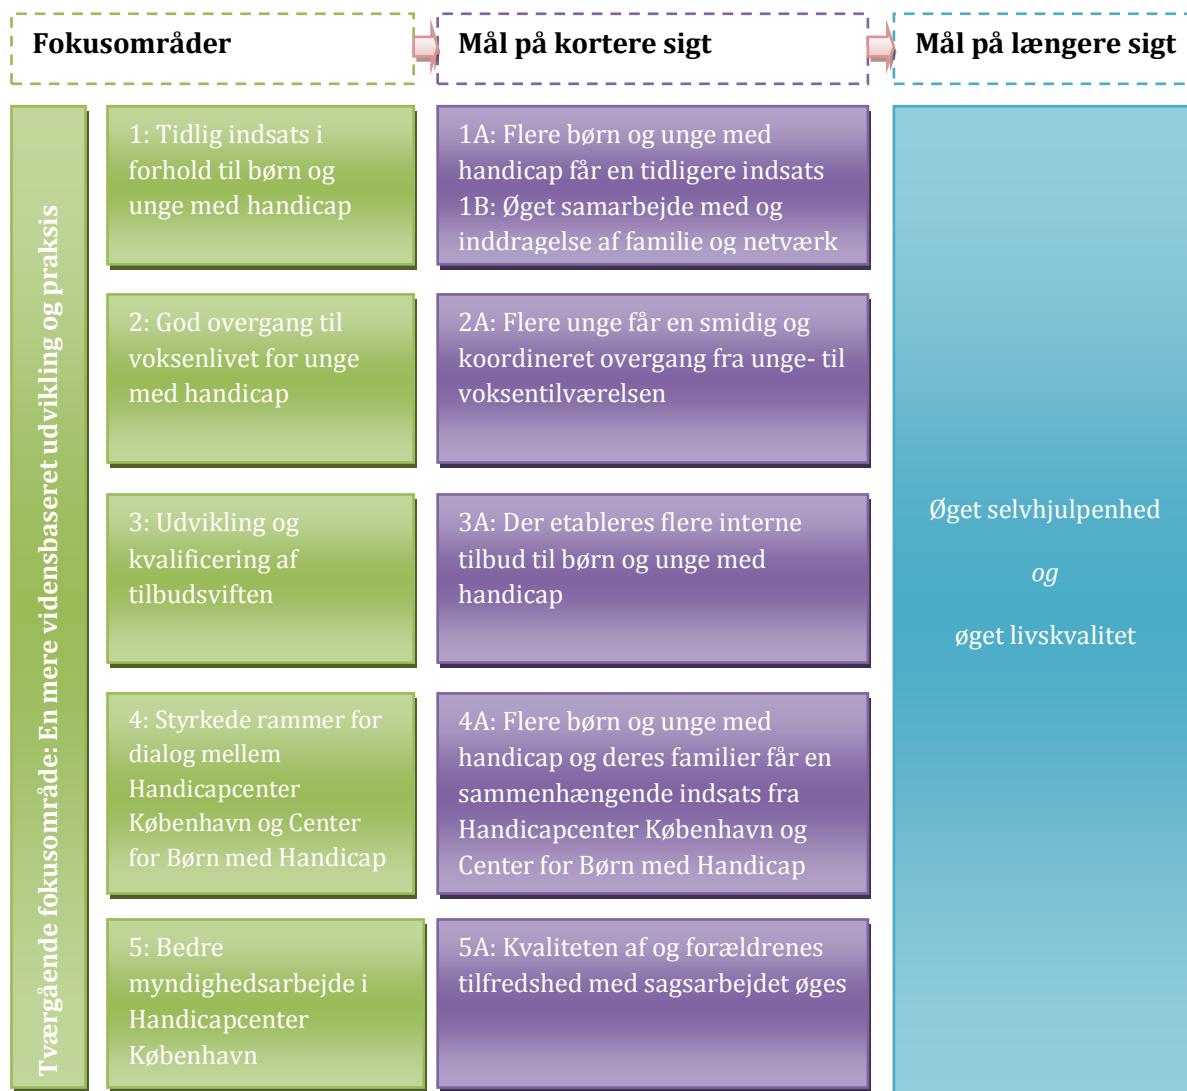 Fokusområder
Mål på kortere sigt
Mål på længere sigt
Tværgående fokusområde: En mere vidensbaseret udvikling og praksis
1: Tidlig indsats i
forhold til børn og
unge med handicap
1A: Flere børn og unge med
handicap får en tidligere indsats
1B: Øget samarbejde med og
inddragelse af familie og netværk
2: God overgang til
voksenlivet for unge
med handicap
2A: Flere unge får en smidig og
koordineret overgang fra unge- til
voksentilværelsen
3: Udvikling og
kvalificering af
tilbudsviften
3A: Der etableres flere interne
tilbud til børn og unge med
handicap
4: Styrkede rammer for
dialog mellem
Handicapcenter
København og Center
for Børn med Handicap
4A: Flere børn og unge med
handicap og deres familier får en
sammenhængende indsats fra
Handicapcenter København og
Center for Børn med Handicap
5: Bedre
myndighedsarbejde i
Handicapcenter
København
5A: Kvaliteten af og forældrenes
tilfredshed med sagsarbejdet øges
Øget selvhjulpenhed
og
øget livskvalitet